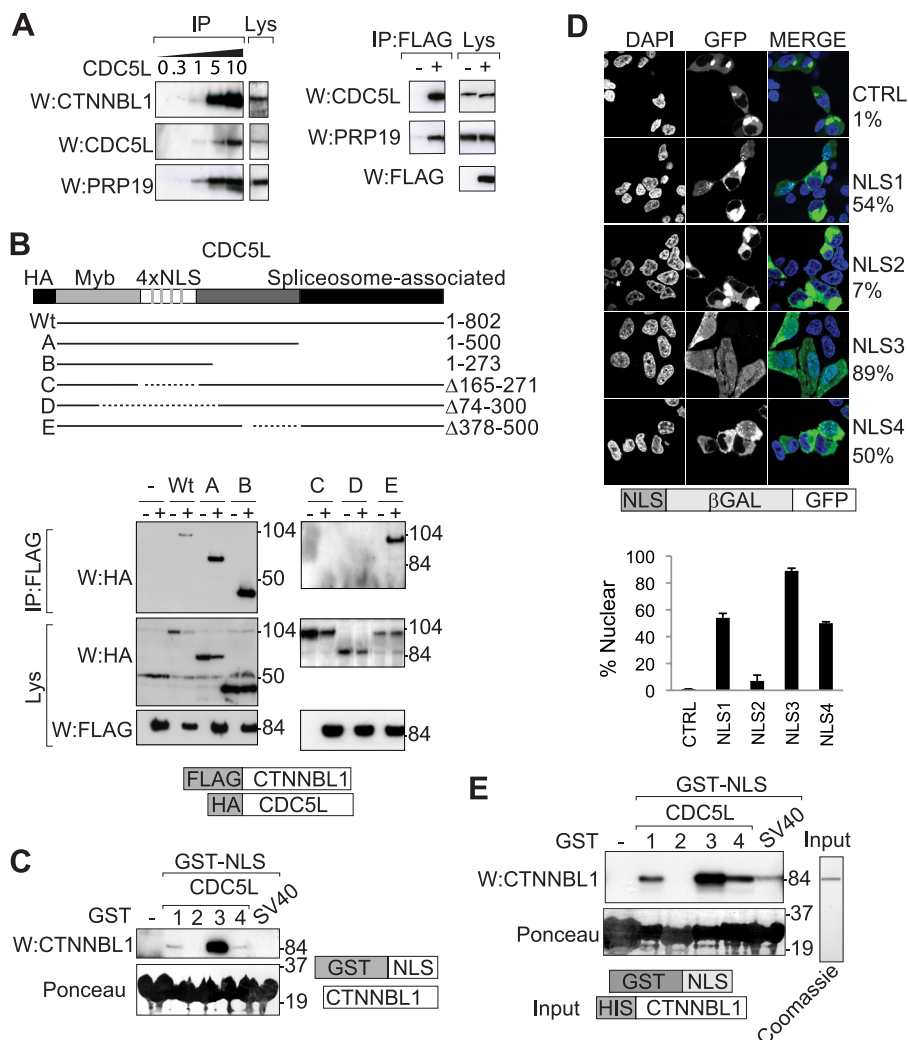 A
IP Lys
CDC5L 0 0.3 1 5 10
W:CTNNBL1
W:CDC5L
W:PRP19
IP:FLAG Lys
- + - +
W:CDC5L
W:PRP19
W:FLAG
B
CDC5L
HA Myb 4xNLS Spliceosome-associated
Wt 1-802
A 1-500
B 1-273
C Δ165-271
D Δ74-300
E Δ378-500
- Wt A B C D E
-+ -+ -+ -+ -+ -+ -+
IP:FLAG
W:HA
104
50
104
84
Lys
W:HA
104
50
104
84
W:FLAG
84
84
FLAG CTNNBL1
HA CDC5L
C
GST-NLS
CDC5L
GST - 1 2 3 4 SV40
W:CTNNBL1 84
Ponceau
37
19
GST NLS
CTNNBL1
D
DAPI GFP MERGE
CTRL
1%
NLS1
54%
NLS2
7%
NLS3
89%
NLS4
50%
NLS βGAL GFP
% Nuclear
100
80
60
40
20
0
CTRL NLS1 NLS2 NLS3 NLS4
E
GST-NLS
CDC5L
GST - 1 2 3 4 SV40 Input
W:CTNNBL1 84
Ponceau
37
19
Coomassie
GST NLS
Input HIS CTNNBL1